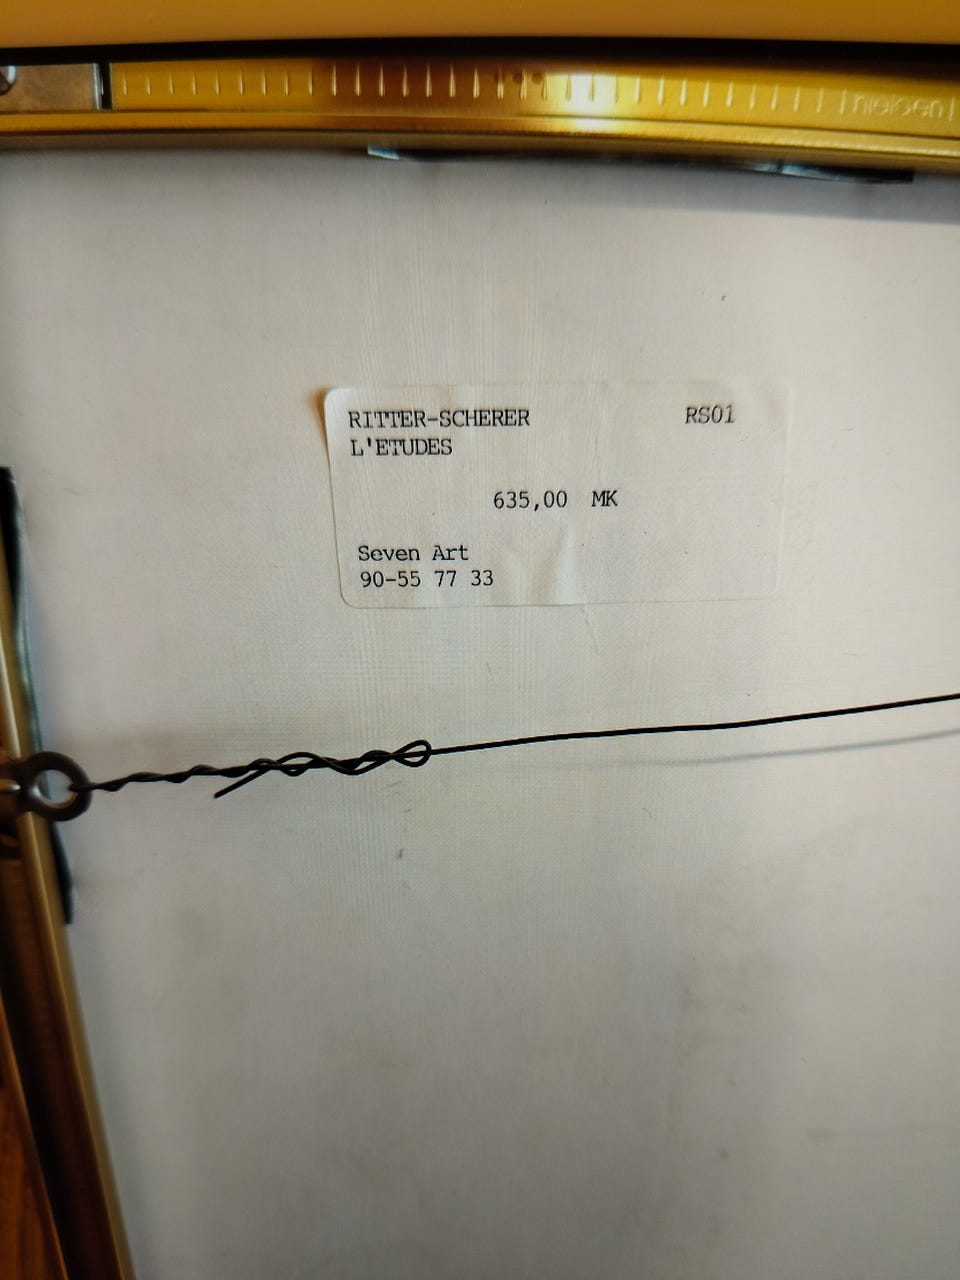 nielsen
RITTER-SCHERER RS01
L'ETUDES
635,00 MK
Seven Art
90-55 77 33